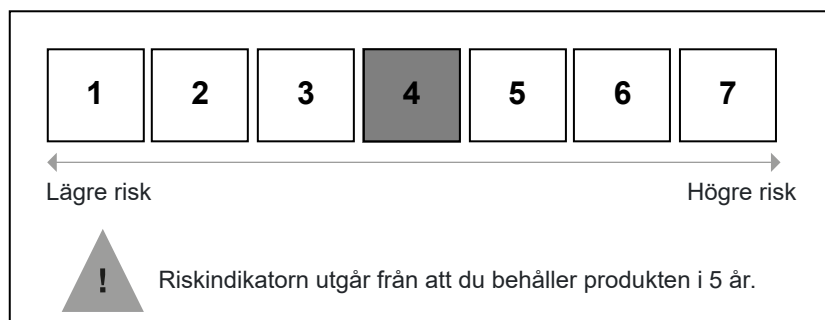 1 2 3 4 5 6 7
Lägre risk Högre risk
! Riskindikatorn utgår från att du behåller produkten i 5 år.